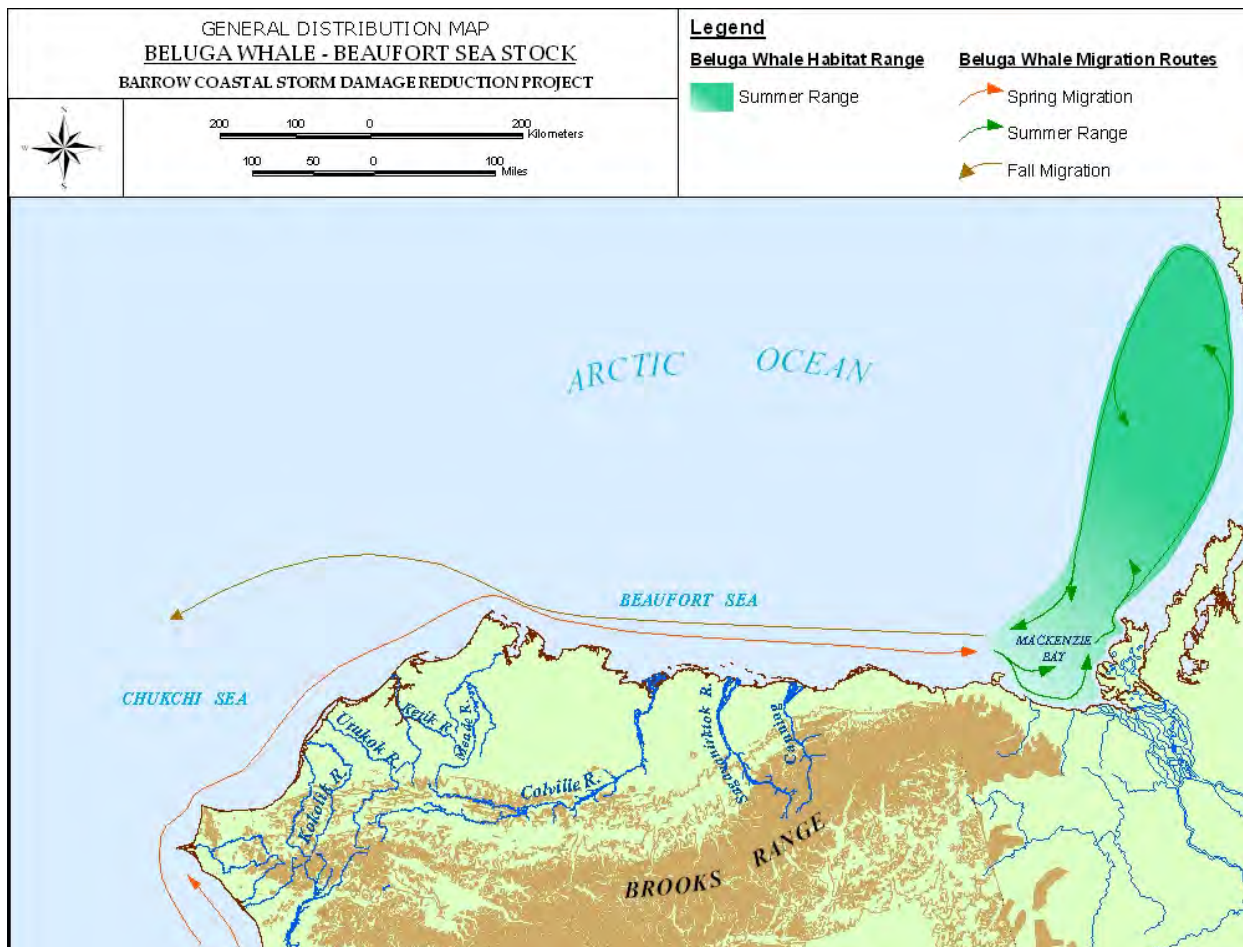 GENERAL DISTRIBUTION MAP
BELUGA WHALE - BEAUFORT SEA STOCK
BARROW COASTAL STORM DAMAGE REDUCTION PROJECT
N
W
E
S
200 100 0 200
Kilometers
100 50 0 100
Miles
Legend
Beluga Whale Habitat Range
Summer Range
Beluga Whale Migration Routes
Spring Migration
Summer Range
Fall Migration
ARCTIC OCEAN
BEAUFORT SEA
MACKENZIE
BAY
CHUKCHI SEA
Kokolik R.
Utukok R.
Meade R.
Colville R.
Canning
BROOKS RANGE